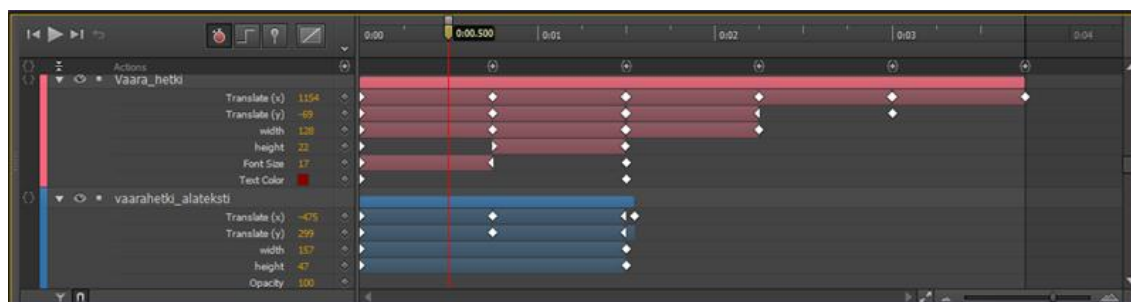 0:00 0:00.500 0:01 0:02 0:03 0:04
Actions
Vaara_hetki
Translate (x) 1154
Translate (y) -69
width 128
height 22
Font Size 17
Text Color
vaarahetki_alateksti
Translate (x) -475
Translate (y) 299
width 157
height 47
Opacity 100